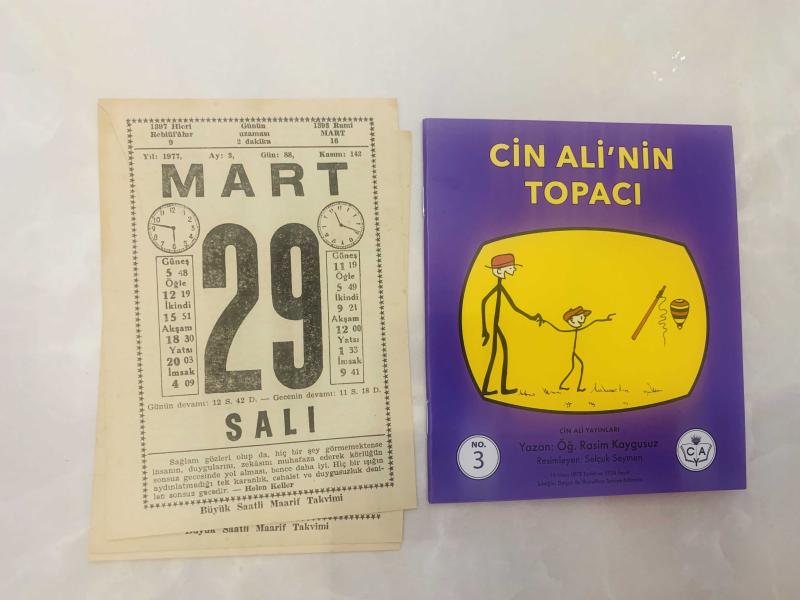 1397 Hicri
Rebiül'âhır
9
Günün
uzaması
2 dakika
1393 Rumi
MART
16
Yıl: 1977, Ay: 3, Gün: 88, Kasım: 142
MART
29
Güneş
5 48
Öğle
12 19
İkindi
15 51
Akşam
18 30
Yatsı
20 03
İmsak
4 09
Güneş
11 19
Öğle
5 49
İkindi
9 21
Akşam
12 00
Yatsı
1 33
İmsak
9 41
Günün devamı: 12 S. 42 D. — Gecenin devamı: 11 S. 18 D.
SALI
Sağlam gözleri olup da, hiç bir şey görmemektense
insanın, duygularını, zekâsını muhafaza ederek körlüğün
sonsuz gecesinde yol alması, bence daha iyi. Hiç bir ışığın
aydınlatmadığı tek karanlık, cehalet ve duygusuzluk deni-
len sonsuz gecedir. — Helen Keller
Büyük Saatli Maarif Takvimi
Büyük Saatli Maarif Takvimi
CİN ALİ'NİN
TOPACI
CİN ALİ YAYINLARI
Yazan: Öğ. Rasim Kaygusuz
Resimleyen: Selçuk Seymen
NO.
3
C A
Y